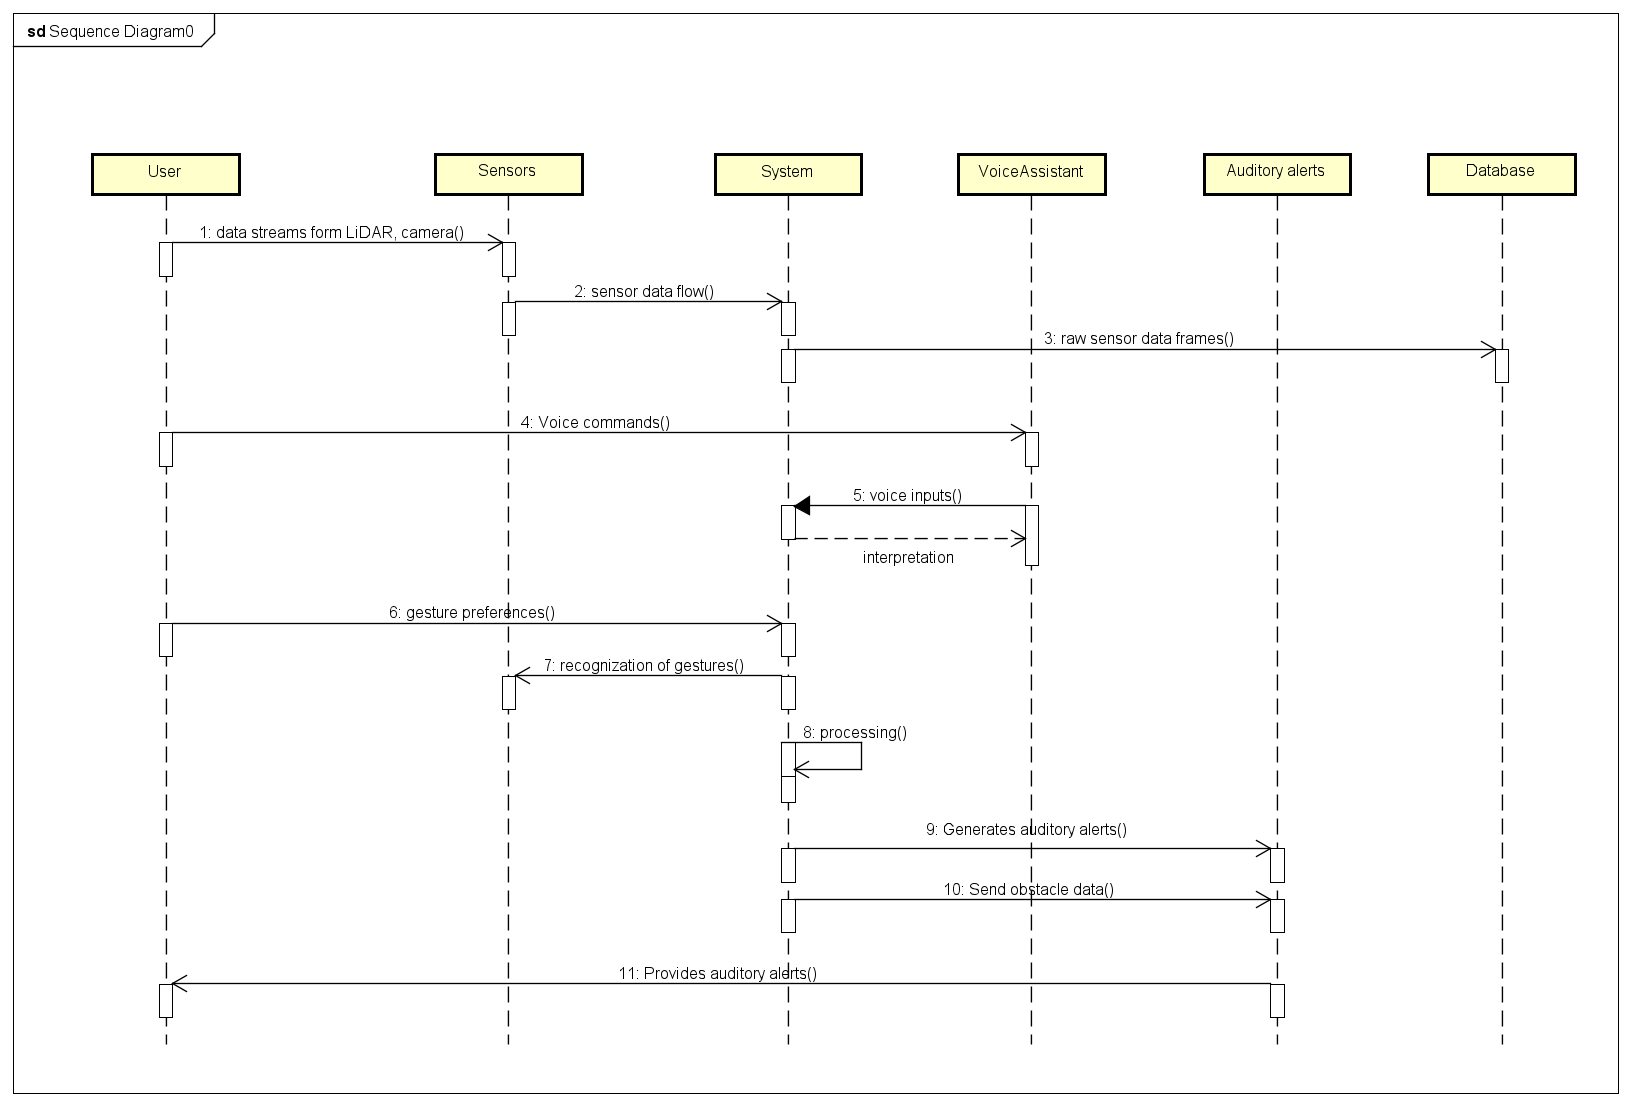 sd Sequence Diagram0
User
Sensors
System
VoiceAssistant
Auditory alerts
Database
1: data streams form LiDAR, camera()
2: sensor data flow()
3: raw sensor data frames()
4: Voice commands()
5: voice inputs()
interpretation
6: gesture preferences()
7: recognization of gestures()
8: processing()
9: Generates auditory alerts()
10: Send obstacle data()
11: Provides auditory alerts()